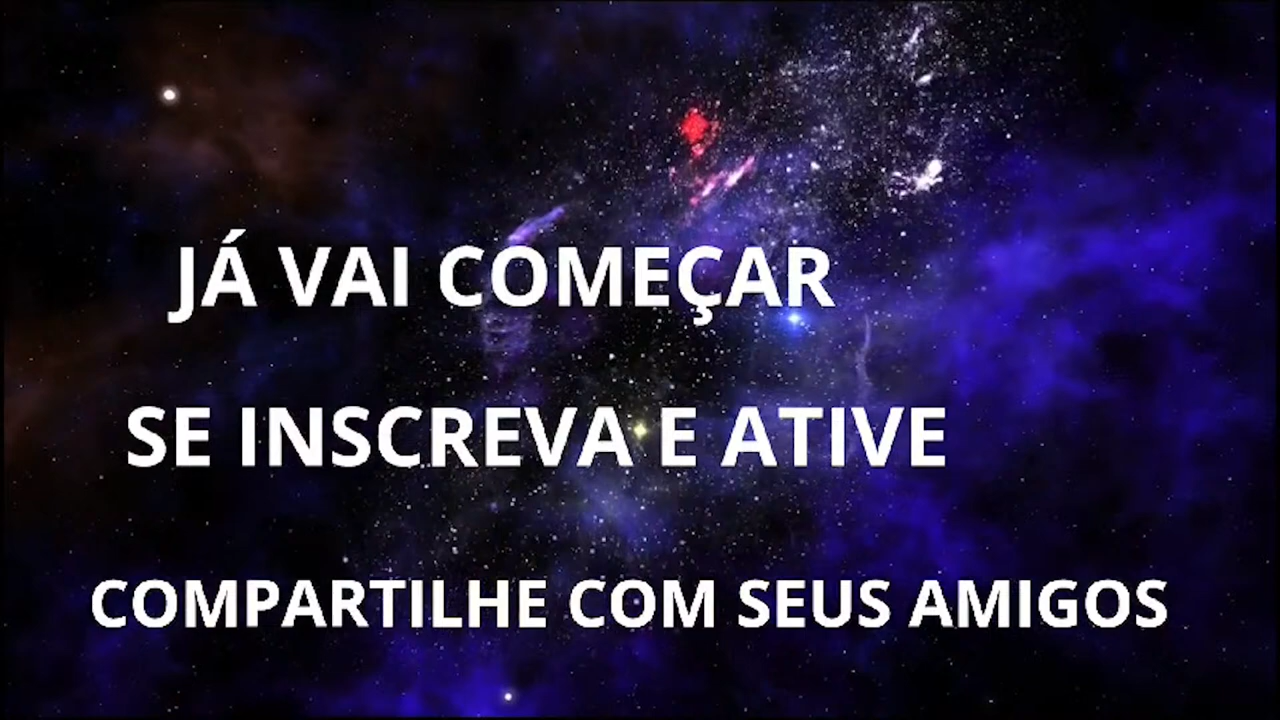 JÁ VAI COMEÇAR
SE INSCREVA E ATIVE
COMPARTILHE COM SEUS AMIGOS